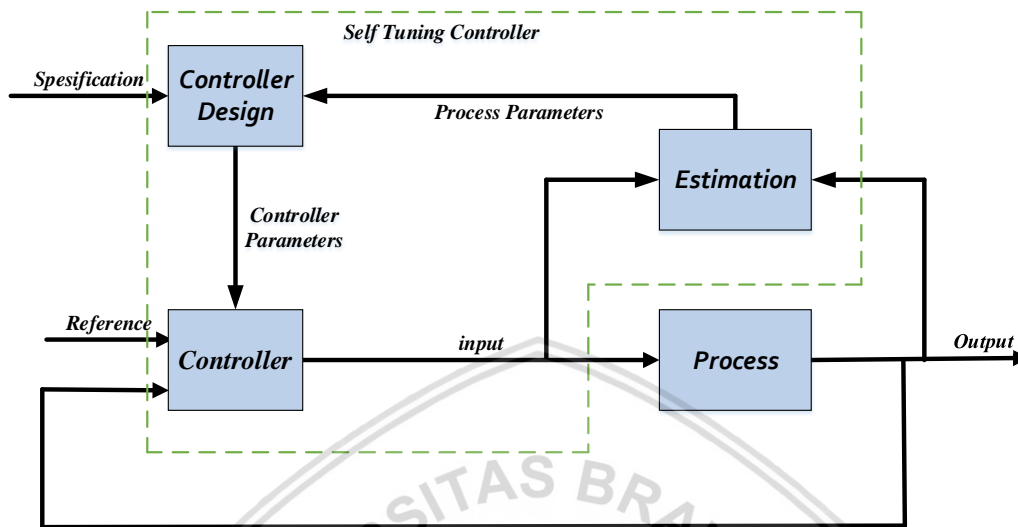 Self Tuning Controller
Spesification
Controller
Design
Process Parameters
Estimation
Controller
Parameters
Reference
Controller
input
Process
Output
SITAS BRA